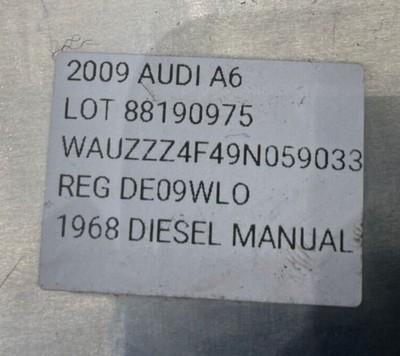 2009 AUDI A6
LOT 88190975
WAUZZZ4F49N059033
REG DE09WLO
1968 DIESEL MANUAL